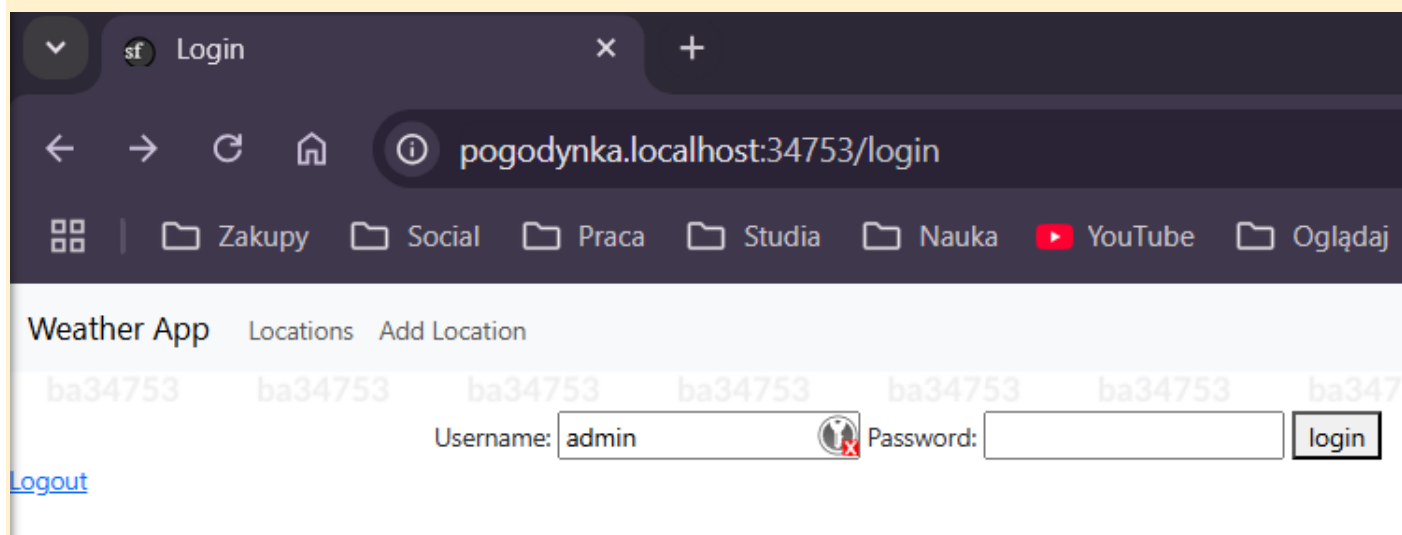 sf Login
pogodynka.localhost:34753/login
Zakupy Social Praca Studia Nauka YouTube Oglądaj
Weather App Locations Add Location
ba34753 ba34753 ba34753 ba34753 ba34753 ba34753 ba347
Username: admin Password: login
Logout